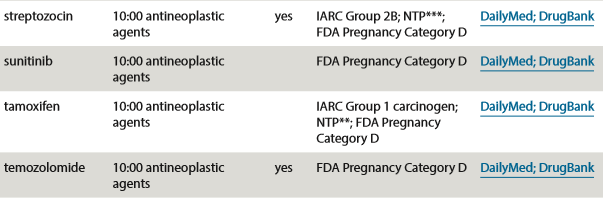 streptozocin 10:00 antineoplastic yes IARC Group 2B; NTP***; DailyMed; DrugBank
agents FDA Pregnancy Category D
sunitinib 10:00 antineoplastic FDA Pregnancy Category D DailyMed; DrugBank
agents
tamoxifen 10:00 antineoplastic IARC Group 1 carcinogen; DailyMed; DrugBank
agents NTP**; FDA Pregnancy
Category D
temozolomide 10:00 antineoplastic yes FDA Pregnancy Category D DailyMed; DrugBank
agents